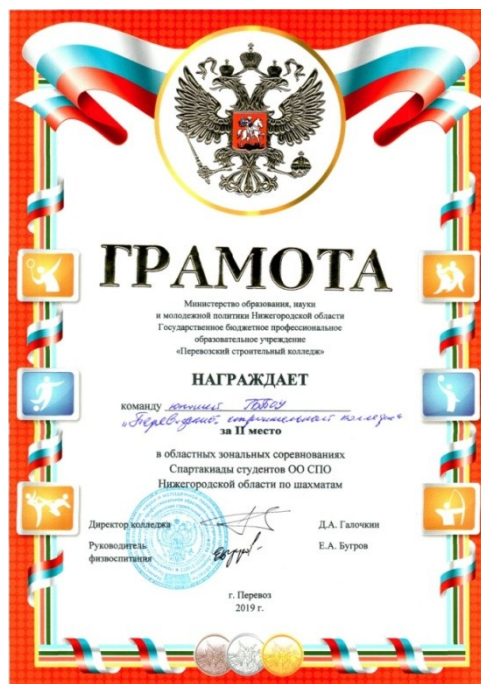 ГРАМОТА
Министерство образования, науки
и молодежной политики Нижегородской области
Государственное бюджетное профессиональное
образовательное учреждение
«Перевозский строительный колледж»
НАГРАЖДАЕТ
команду юношей ГБПОУ
«Перевозский строительный колледж»
за II место
в областных зональных соревнованиях
Спартакиады студентов ОО СПО
Нижегородской области по шахматам
Директор колледжа Д.А. Галочкин
Руководитель
физвоспитания Е.А. Бугров
г. Перевоз
2019 г.